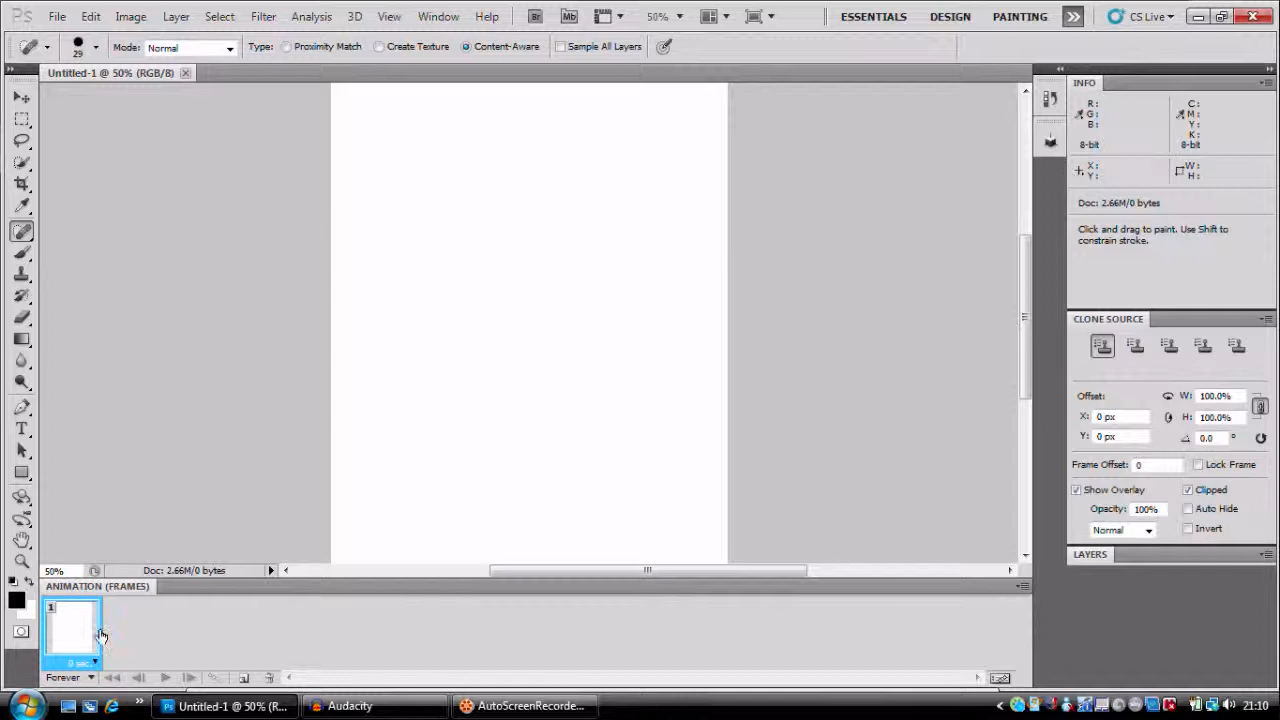 Ps File Edit Image Layer Select Filter Analysis 3D View Window Help Br Mb 50% ESSENTIALS DESIGN PAINTING CS Live
29 Mode: Normal Type: Proximity Match Create Texture Content-Aware Sample All Layers
Untitled-1 @ 50% (RGB/8)
INFO
R: C:
G: M:
B: Y:
K:
8-bit 8-bit
X: W:
Y: H:
Doc: 2.66M/0 bytes
Click and drag to paint. Use Shift to
constrain stroke.
CLONE SOURCE
Offset: W: 100.0%
X: 0 px H: 100.0%
Y: 0 px 0.0 °
Frame Offset: 0 Lock Frame
Show Overlay Clipped
Opacity: 100% Auto Hide
Normal Invert
LAYERS
50% Doc: 2.66M/0 bytes
ANIMATION (FRAMES)
1
0 sec.
Forever
Untitled-1 @ 50% (R... Audacity AutoScreenRecorde... 21:10